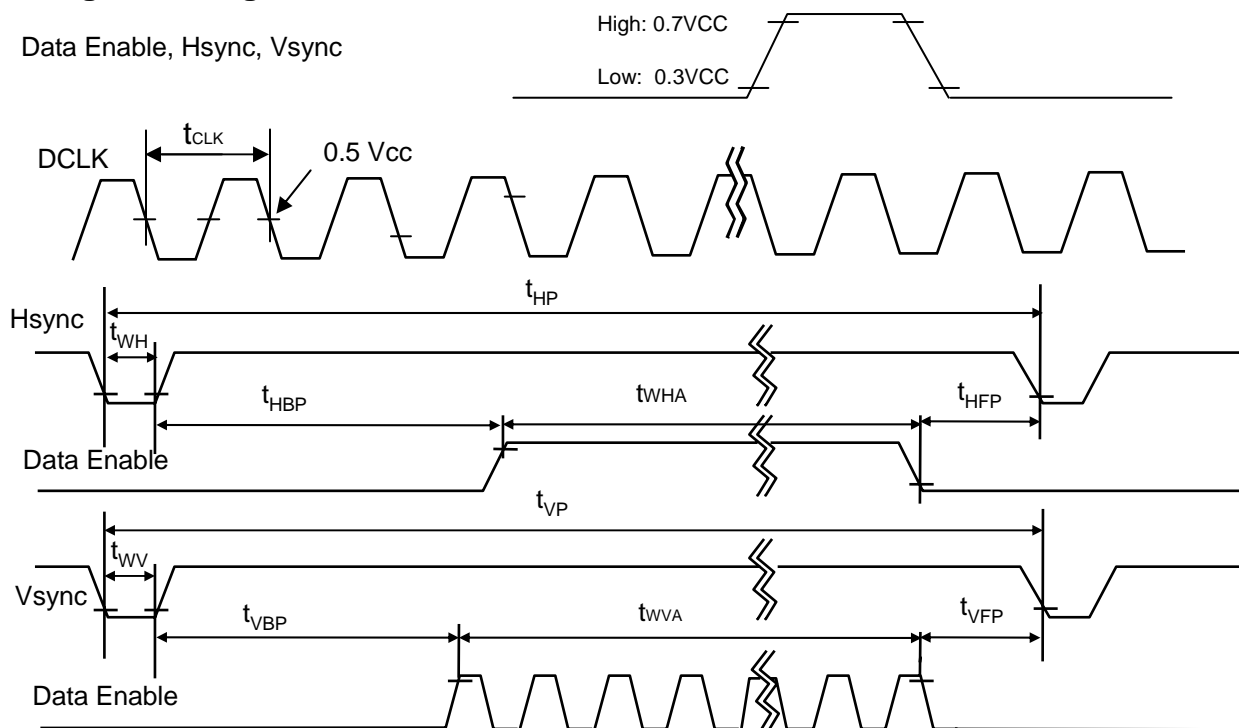 Data Enable, Hsync, Vsync
High: 0.7VCC
Low: 0.3VCC
DCLK
tCLK
0.5 Vcc
tHP
Hsync
tWH
tHBP
tWHA
tHFP
Data Enable
tVP
tWV
Vsync
tVBP
tWVA
tVFP
Data Enable